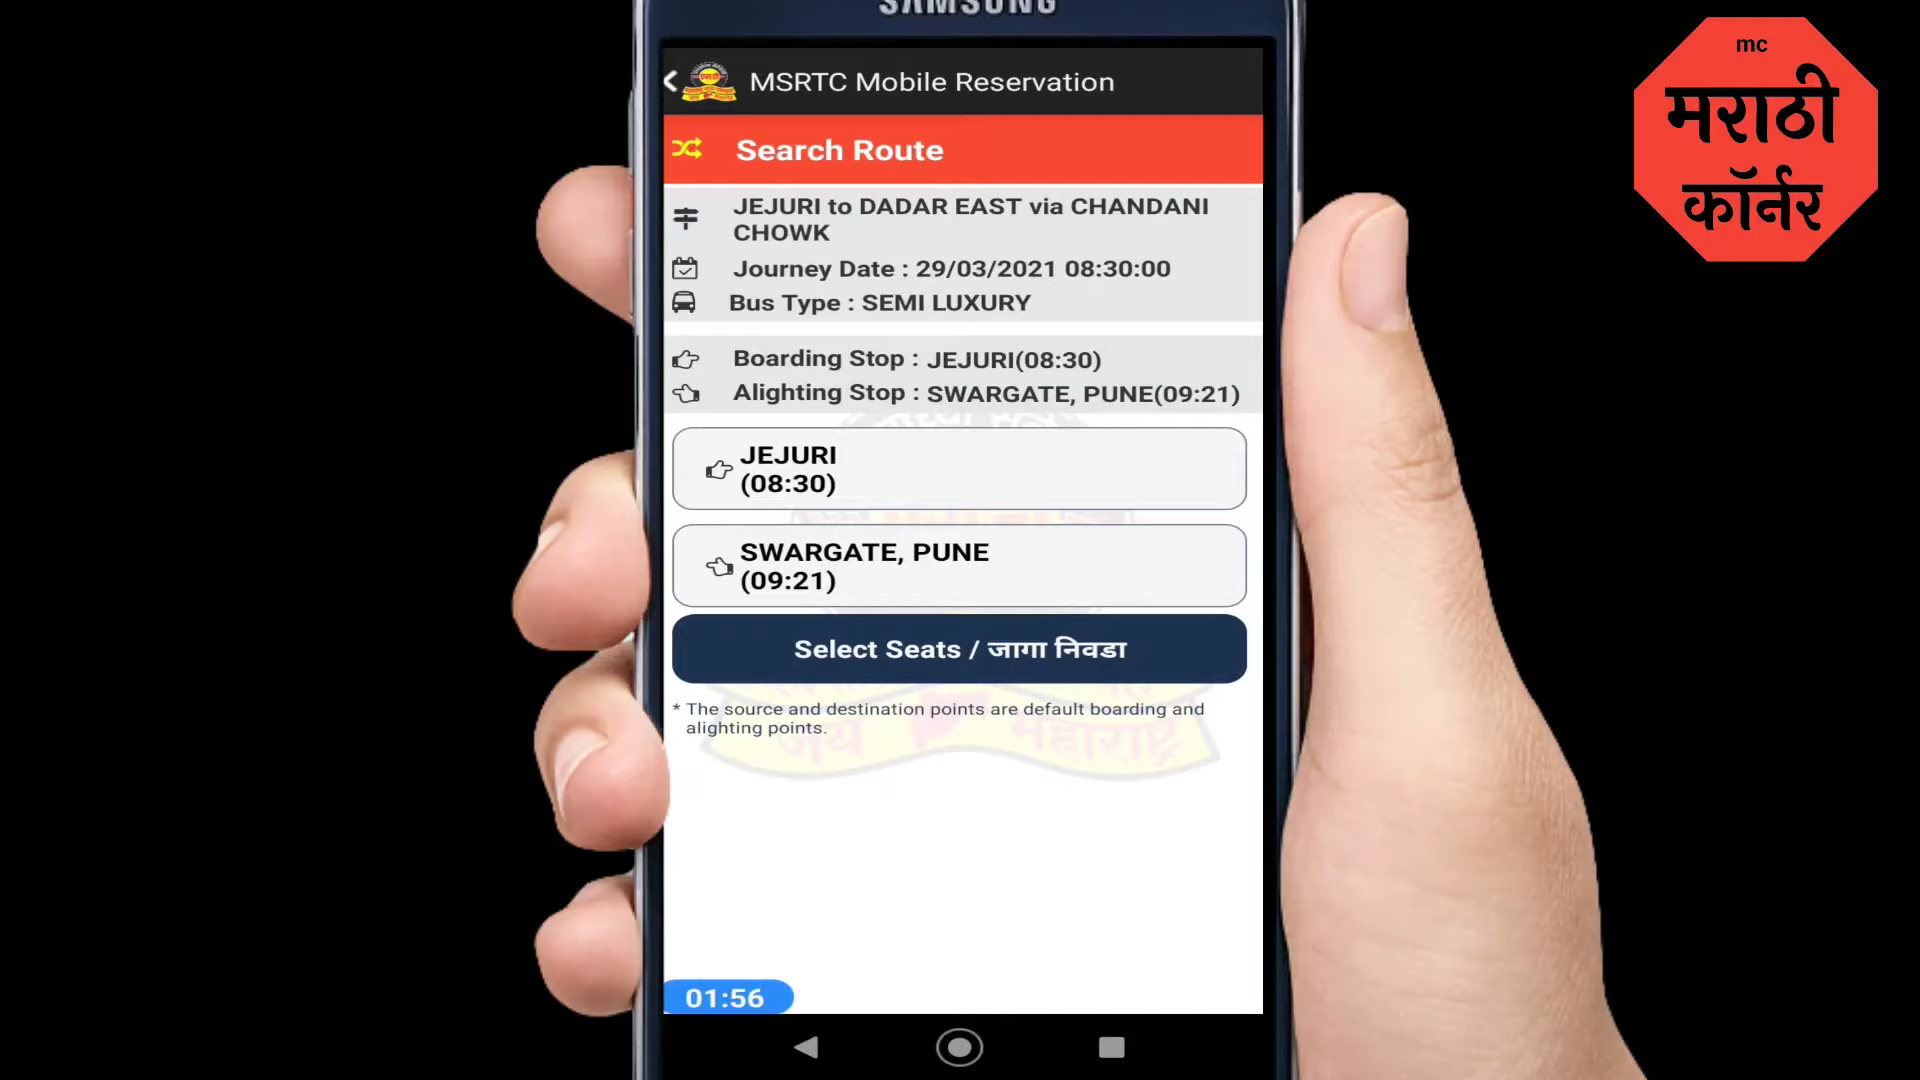 SAMSUNG
mc
मराठी
कॉर्नर
MSRTC Mobile Reservation
Search Route
JEJURI to DADAR EAST via CHANDANI
CHOWK
Journey Date : 29/03/2021 08:30:00
Bus Type : SEMI LUXURY
Boarding Stop : JEJURI(08:30)
Alighting Stop : SWARGATE, PUNE(09:21)
JEJURI
(08:30)
SWARGATE, PUNE
(09:21)
Select Seats / जागा निवडा
* The source and destination points are default boarding and
alighting points.
जय महाराष्ट्र
01:56